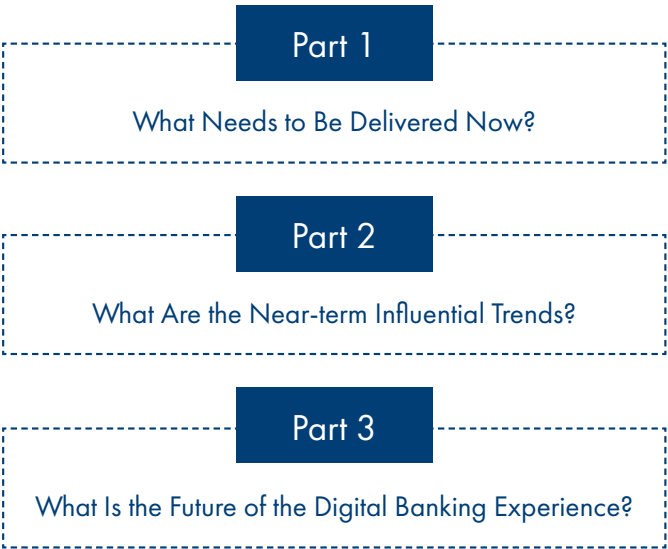 Part 1
What Needs to Be Delivered Now?
Part 2
What Are the Near-term Influential Trends?
Part 3
What Is the Future of the Digital Banking Experience?